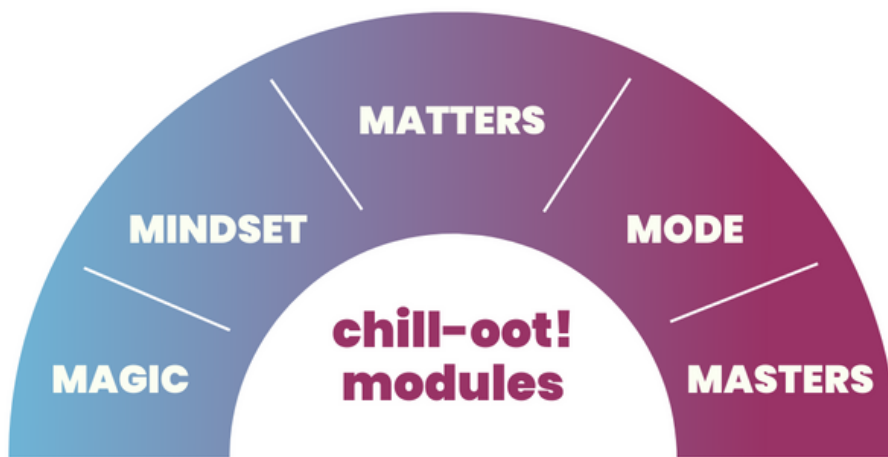 MATTERS
MINDSET
MODE
chill-oot!
modules
MAGIC
MASTERS